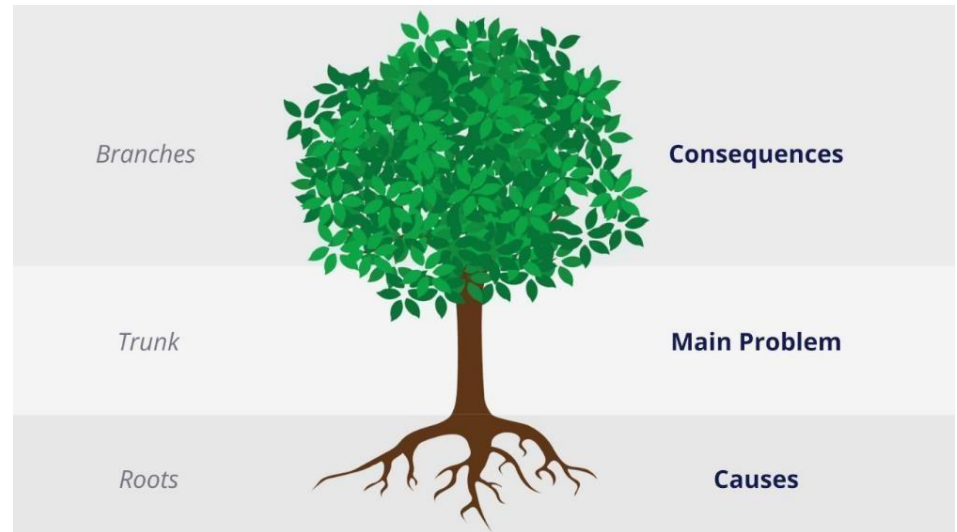 Branches
Consequences
Trunk
Main Problem
Roots
Causes